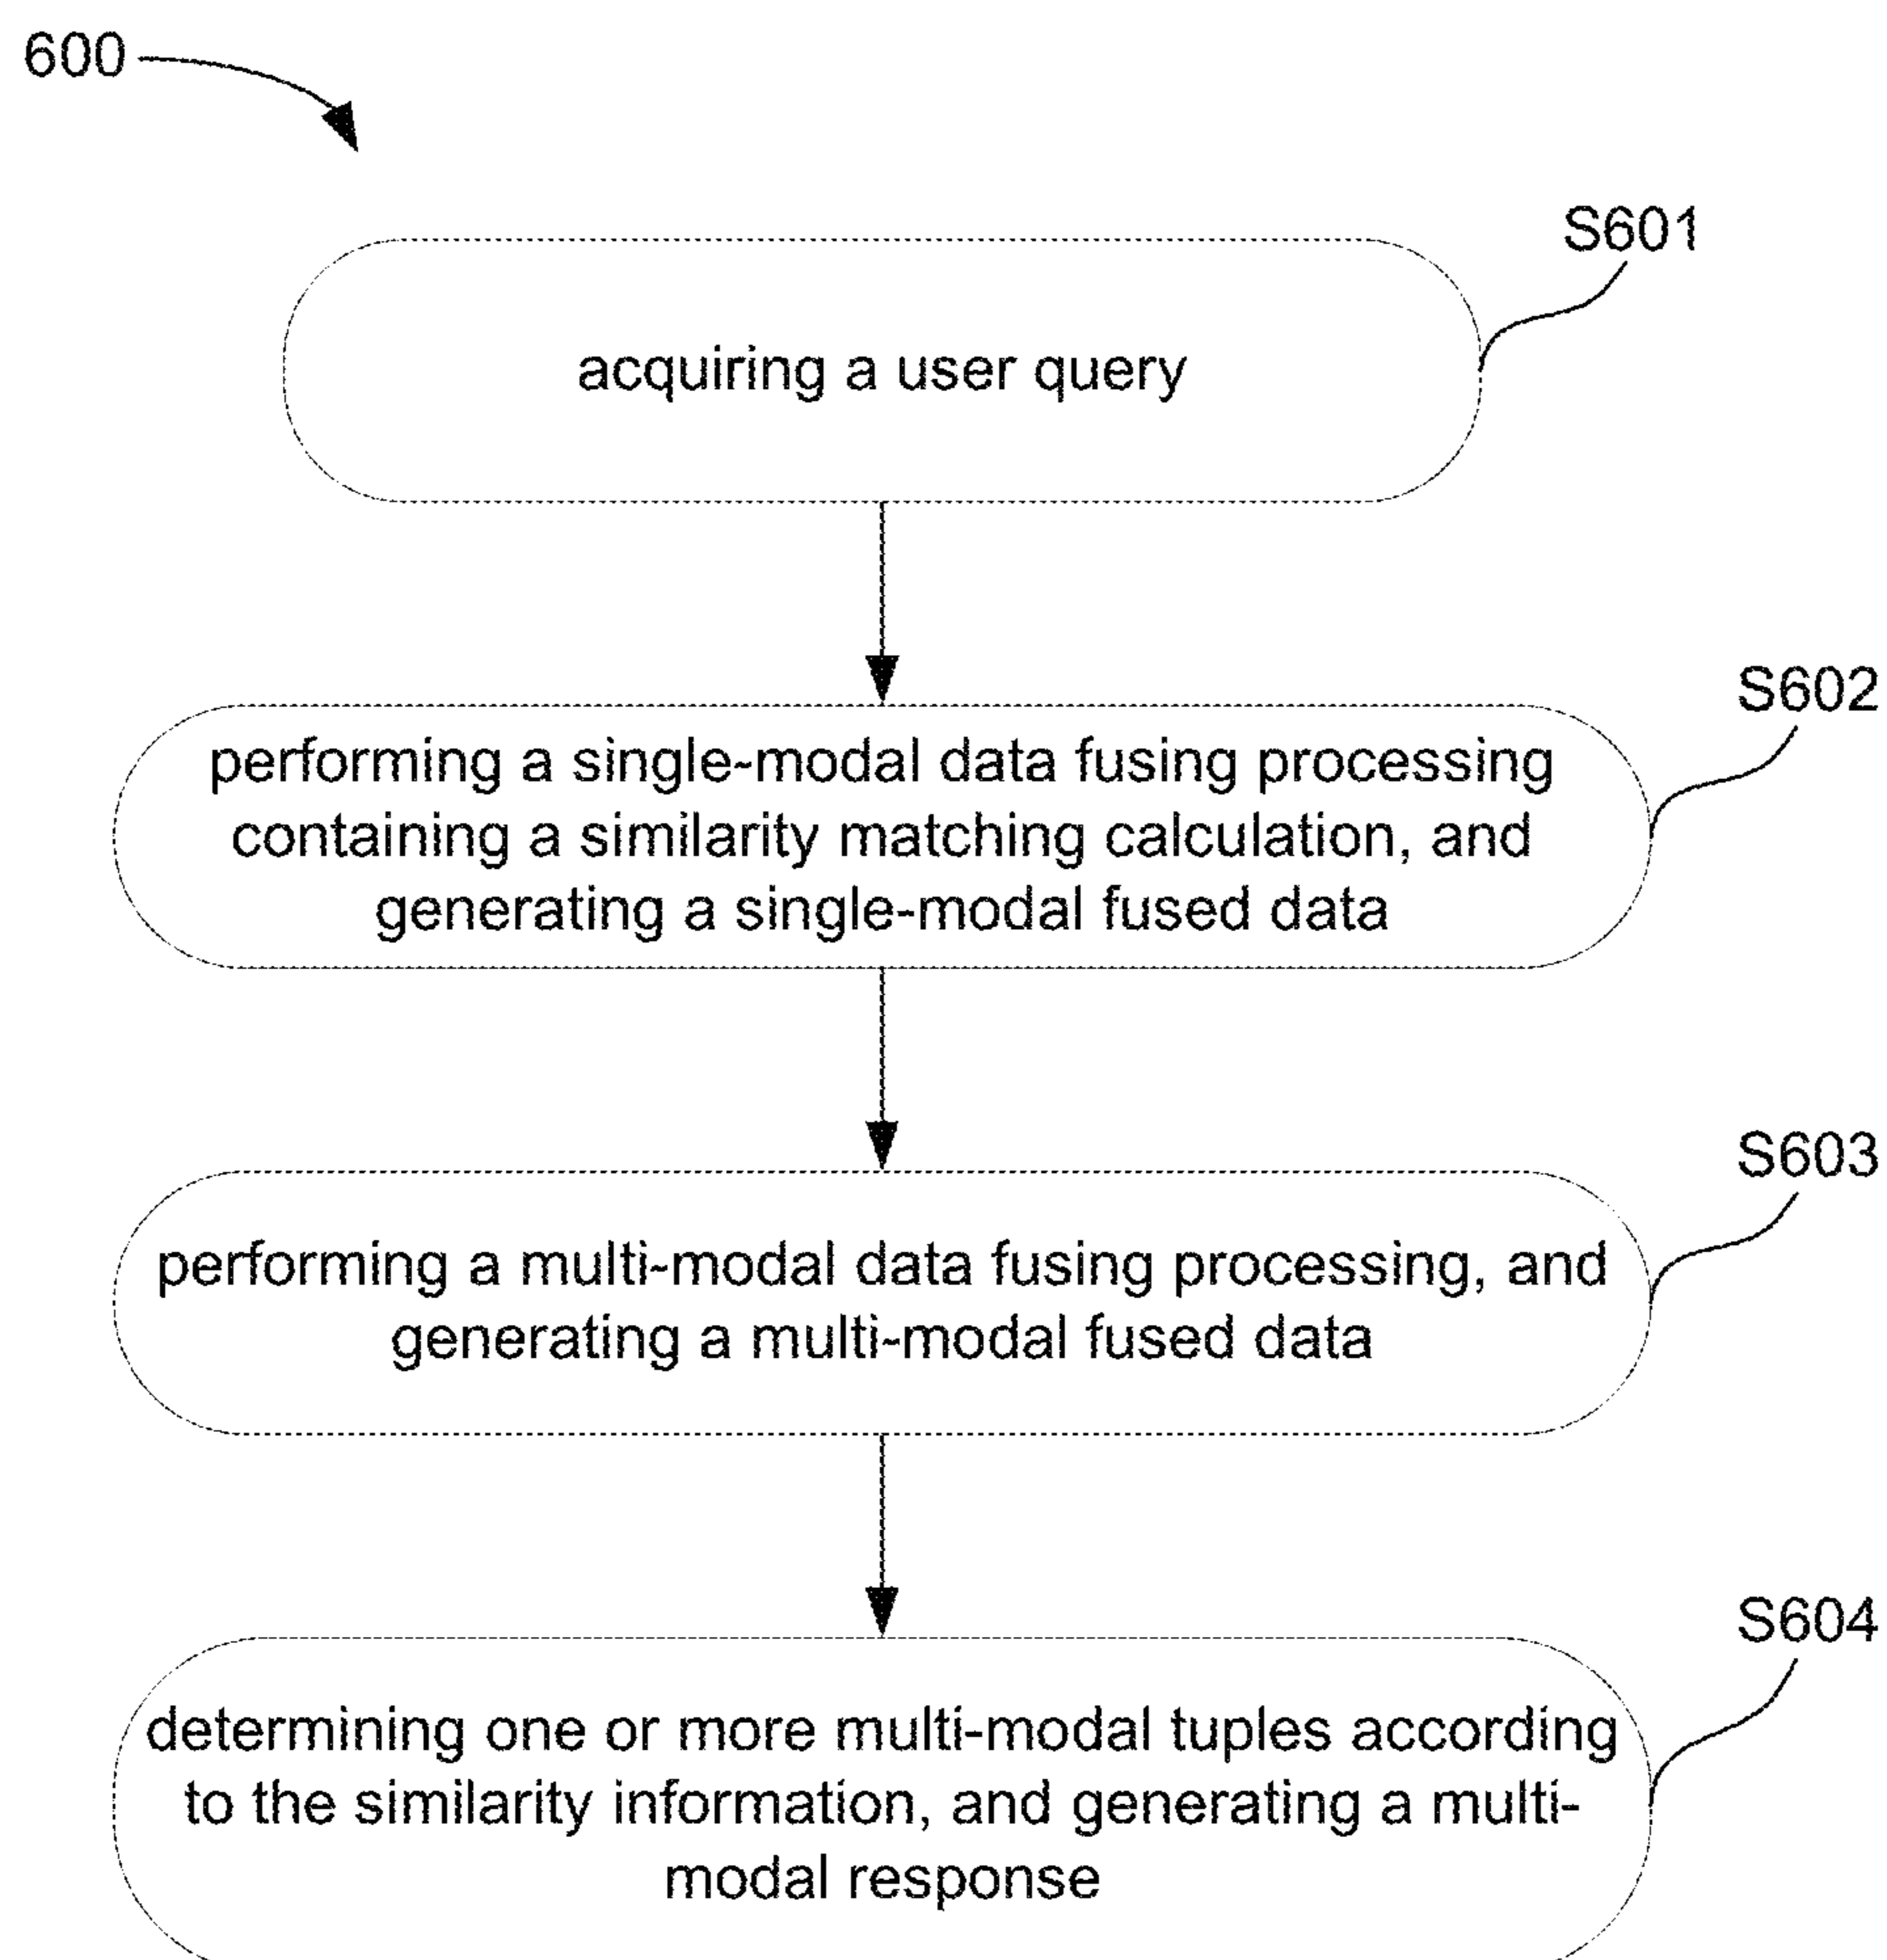 600
S601
acquiring a user query
S602
performing a single-modal data fusing processing
containing a similarity matching calculation, and
generating a single-modal fused data
S603
performing a multi-modal data fusing processing, and
generating a multi-modal fused data
S604
determining one or more multi-modal tuples according
to the similarity information, and generating a multi-
modal response